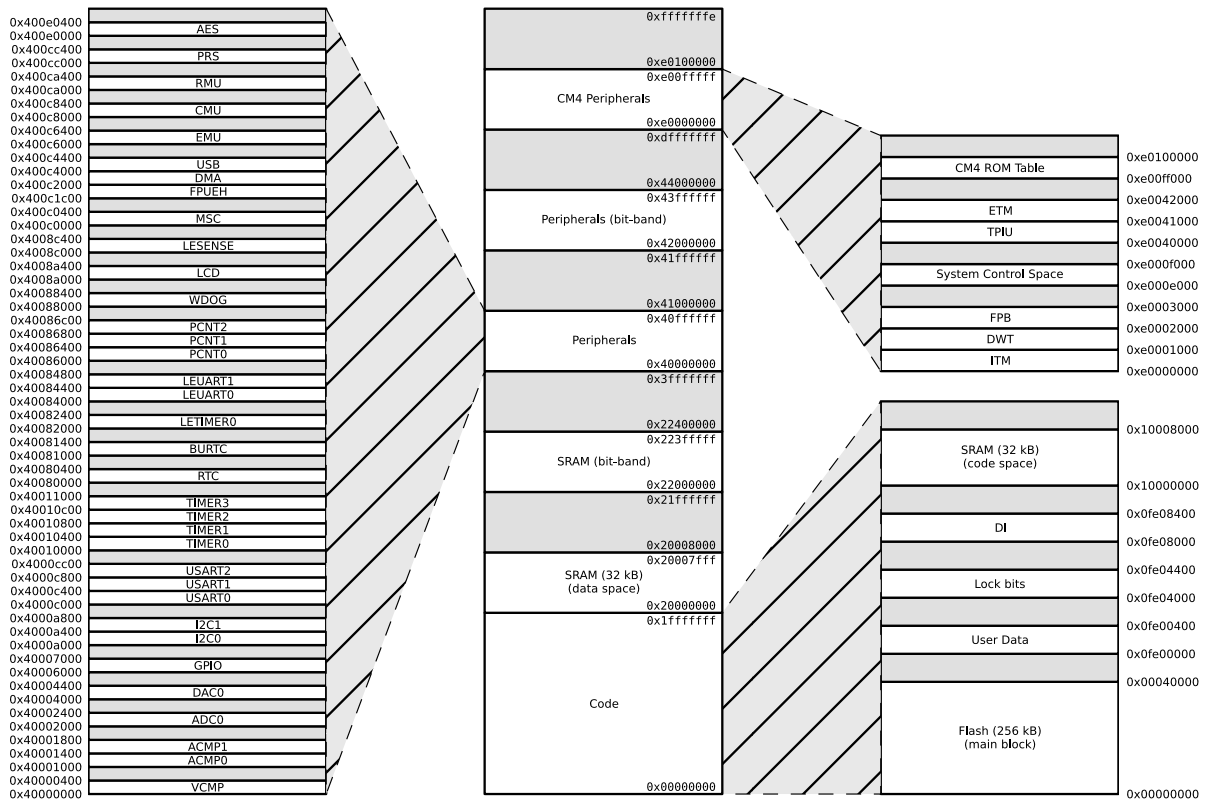 0x400e0400
AES
0x400e0000
0x400cc400
PRS
0x400cc000
0x400ca400
RMU
0x400ca000
0x400c8400
CMU
0x400c8000
0x400c6400
EMU
0x400c6000
0x400c4400
USB
0x400c4000
DMA
0x400c2000
FPUEH
0x400c1c00
0x400c0400
MSC
0x400c0000
0x4008c400
LESENSE
0x4008c000
0x4008a400
LCD
0x4008a000
0x40088400
WDOG
0x40088000
0x40086c00
PCNT2
0x40086800
PCNT1
0x40086400
PCNT0
0x40086000
0x40084800
LEUART1
0x40084400
LEUART0
0x40084000
0x40082400
LETIMER0
0x40082000
0x40081400
BURTC
0x40081000
0x40080400
RTC
0x40080000
0x40011000
TIMER3
0x40010c00
TIMER2
0x40010800
TIMER1
0x40010400
TIMER0
0x40010000
0x4000cc00
USART2
0x4000c800
USART1
0x4000c400
USART0
0x4000c000
0x4000a800
I2C1
0x4000a400
I2C0
0x4000a000
0x40007000
GPIO
0x40006000
0x40004400
DAC0
0x40004000
0x40002400
ADC0
0x40002000
0x40001800
ACMP1
0x40001400
ACMP0
0x40001000
0x40000400
VCMP
0x40000000
0xfffffffe
0xe0100000
0xe00fffff
CM4 Peripherals
0xe0000000
0xdfffffff
0x44000000
0x43ffffff
Peripherals (bit-band)
0x42000000
0x41ffffff
0x41000000
0x40ffffff
Peripherals
0x40000000
0x3fffffff
0x22400000
0x223fffff
SRAM (bit-band)
0x22000000
0x21ffffff
0x20008000
0x20007fff
SRAM (32 kB)
(data space)
0x20000000
0x1fffffff
Code
0x00000000
0xe0100000
CM4 ROM Table
0xe00ff000
0xe0042000
ETM
0xe0041000
TPIU
0xe0040000
0xe000f000
System Control Space
0xe000e000
0xe0003000
FPB
0xe0002000
DWT
0xe0001000
ITM
0xe0000000
0x10008000
SRAM (32 kB)
(code space)
0x10000000
0x0fe08400
DI
0x0fe08000
0x0fe04400
Lock bits
0x0fe04000
0x0fe00400
User Data
0x0fe00000
0x00040000
Flash (256 kB)
(main block)
0x00000000